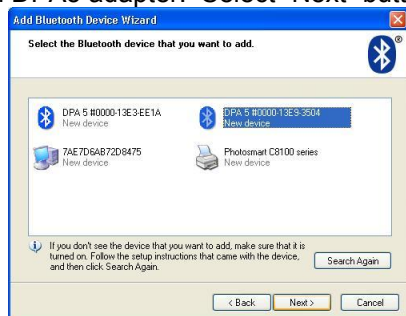 DPA5 adapter. Select "Next" butt
Add Bluetooth Device Wizard
Select the Bluetooth device that you want to add.
DPA 5 #0000-13E3-EE1A
New device
DPA 5 #0000-13E9-3504
New device
7AE7D6AB72D8475
New device
Photosmart C8100 series
New device
If you don't see the device that you want to add, make sure that it is
turned on. Follow the setup instructions that came with the device,
and then click Search Again.
Search Again
< Back
Next >
Cancel